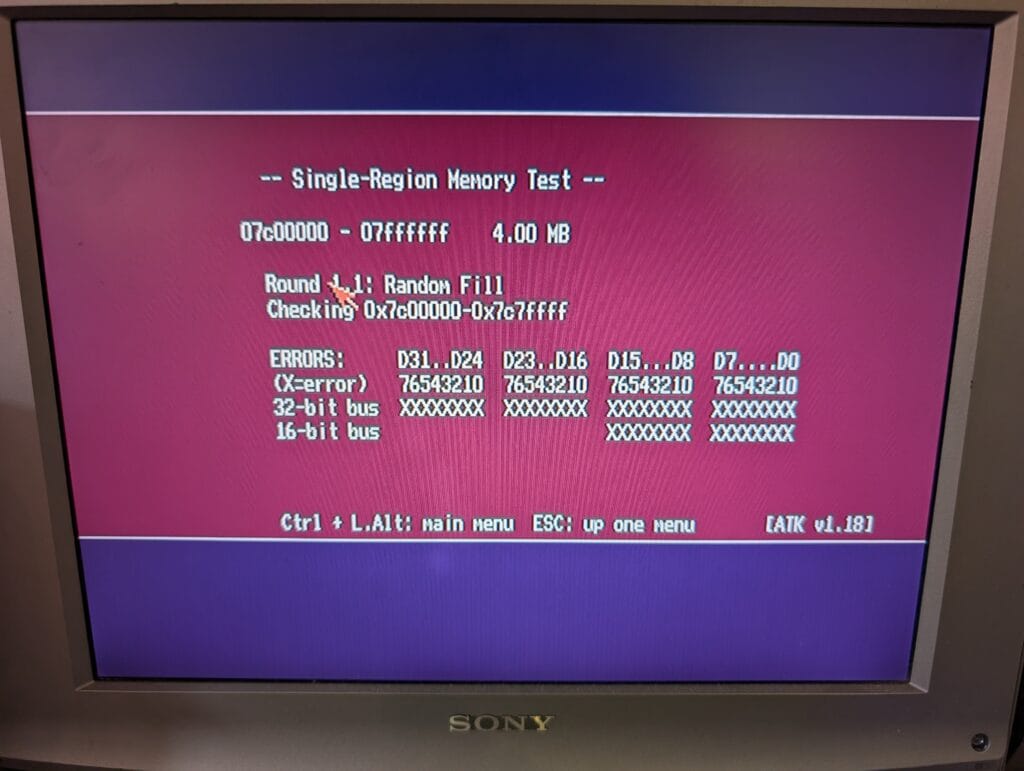 -- Single-Region Memory Test --
07c00000 - 07ffffff 4.00 MB
Round 1.1: Random Fill
Checking 0x7c00000-0x7c7ffff
ERRORS: D31..D24 D23..D16 D15...D8 D7....D0
(X=error) 76543210 76543210 76543210 76543210
32-bit bus XXXXXXXX XXXXXXXX XXXXXXXX XXXXXXXX
16-bit bus XXXXXXXX XXXXXXXX
Ctrl + L.Alt: main menu ESC: up one menu [ATK v1.18]
SONY